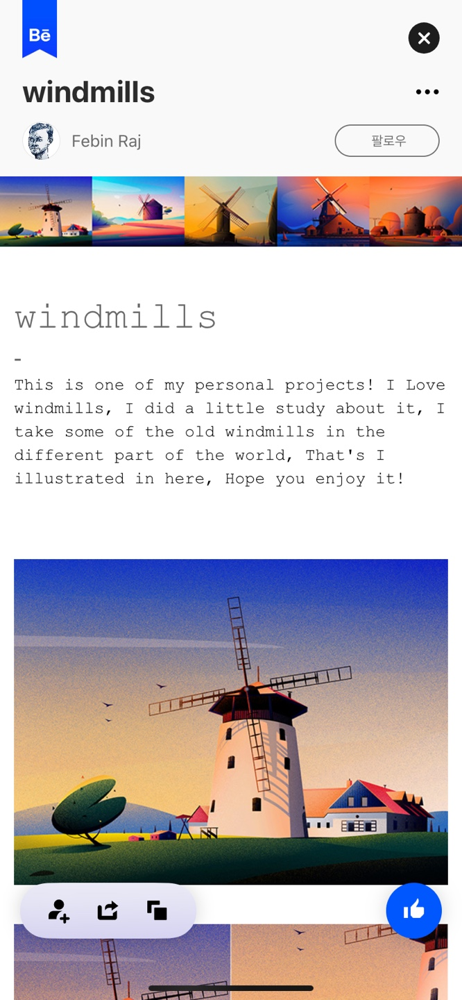 Bē
windmills
Febin Raj
팔로우
windmills
-
This is one of my personal projects! I Love
windmills, I did a little study about it, I
take some of the old windmills in the
different part of the world, That's I
illustrated in here, Hope you enjoy it!